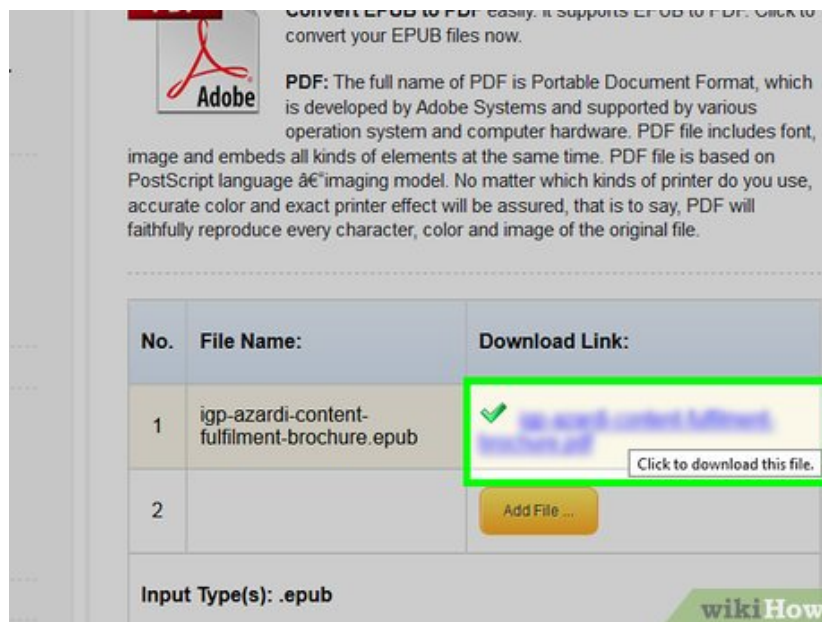 Convert EPUB to PDF easily. It supports EPUB to PDF. Click to
convert your EPUB files now.
Adobe
PDF: The full name of PDF is Portable Document Format, which
is developed by Adobe Systems and supported by various
operation system and computer hardware. PDF file includes font,
image and embeds all kinds of elements at the same time. PDF file is based on
PostScript language –imaging model. No matter which kinds of printer do you use,
accurate color and exact printer effect will be assured, that is to say, PDF will
faithfully reproduce every character, color and image of the original file.
No. File Name: Download Link:
1 igp-azardi-content-
fulfilment-brochure.epub
igp-azardi-content-fulfilment-
brochure.pdf
Click to download this file.
2 Add File ...
Input Type(s): .epub
wikiHow